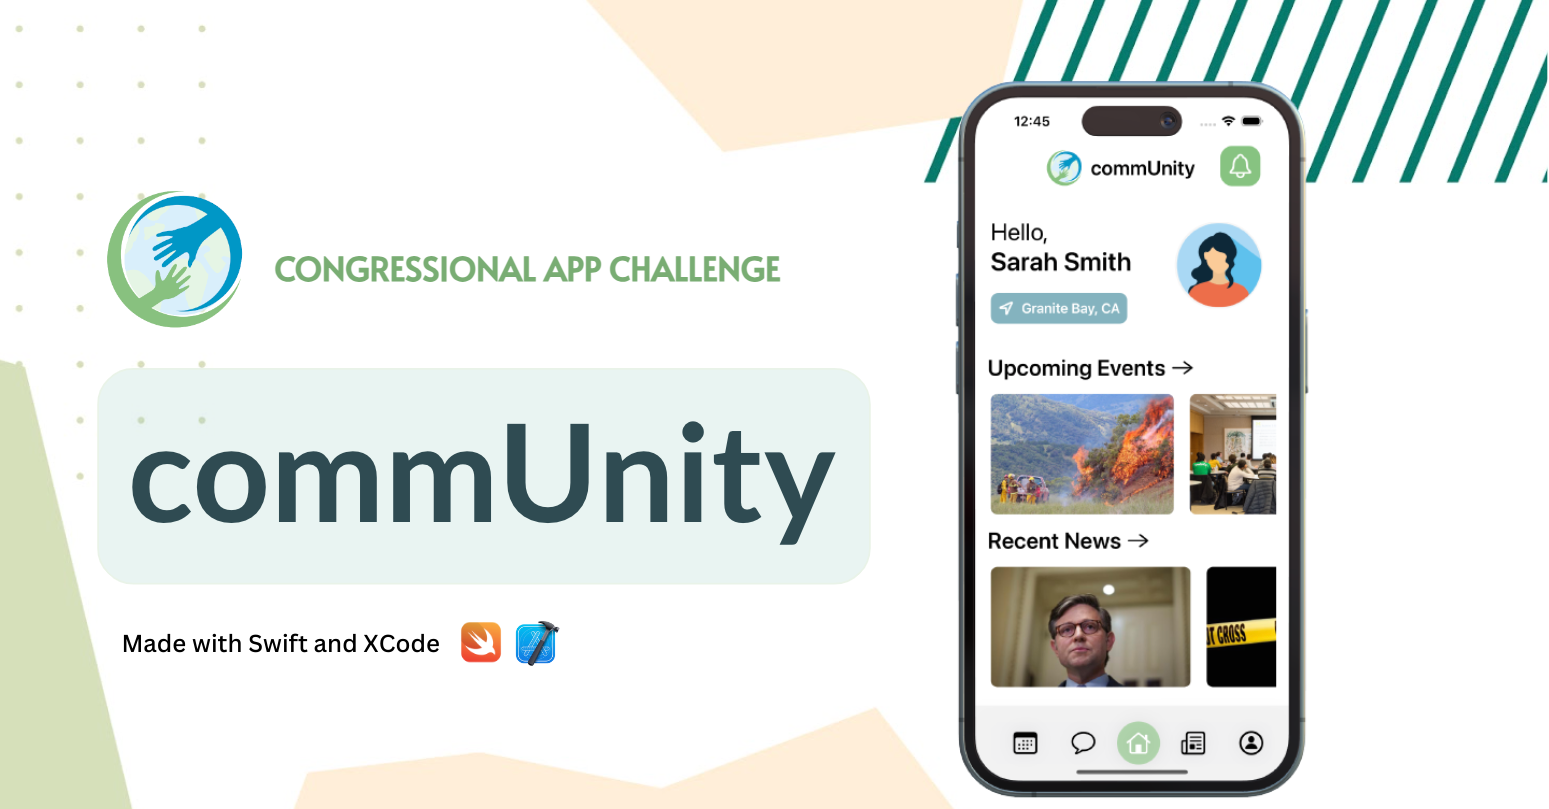 CONGRESSIONAL APP CHALLENGE
commUnity
Made with Swift and XCode
12:45
commUnity
Hello,
Sarah Smith
Granite Bay, CA
Upcoming Events →
Recent News →
CROSS